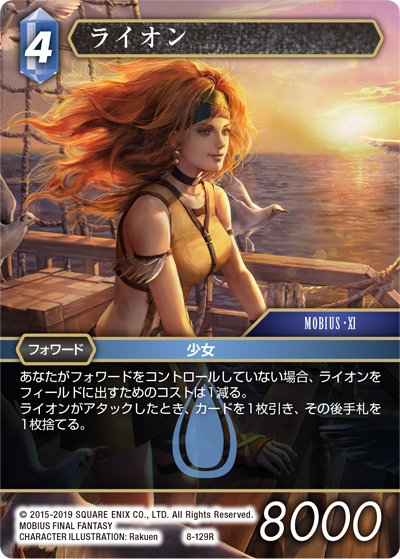 4
ライオン
MOBIUS・XI
フォワード
少女
あなたがフォワードをコントロールしていない場合、ライオンを
フィールドに出すためのコストは1減る。
ライオンがアタックしたとき、カードを1枚引き、その後手札を
1枚捨てる。
© 2015-2019 SQUARE ENIX CO., LTD. All Rights Reserved.
MOBIUS FINAL FANTASY
CHARACTER ILLUSTRATION: Rakuen
8-129R
8000